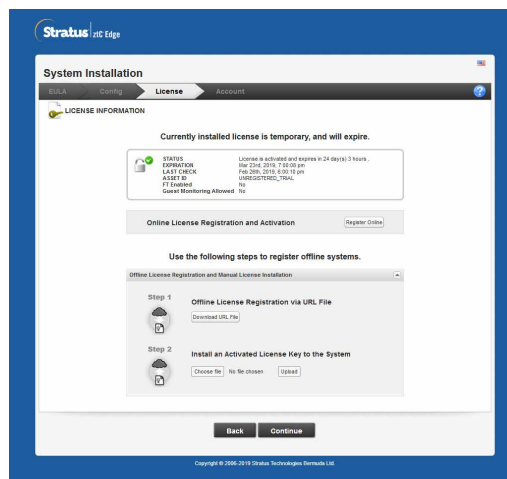 Stratus ztC Edge
System Installation
EULA Config License Account
LICENSE INFORMATION
Currently installed license is temporary, and will expire.
STATUS License is activated and expires in 24 day(s) 3 hours .
EXPIRATION Mar 23rd, 2019, 7:00:00 pm
LAST CHECK Feb 26th, 2019, 6:00:10 pm
ASSET ID UNREGISTERED_TRIAL
FT Enabled No
Guest Monitoring Allowed No
Online License Registration and Activation Register Online
Use the following steps to register offline systems.
Offline License Registration and Manual License Installation
Step 1
Offline License Registration via URL File
Download URL File
Step 2
Install an Activated License Key to the System
Choose file No file chosen Upload
Back Continue
Copyright © 2006-2019 Stratus Technologies Bermuda Ltd.